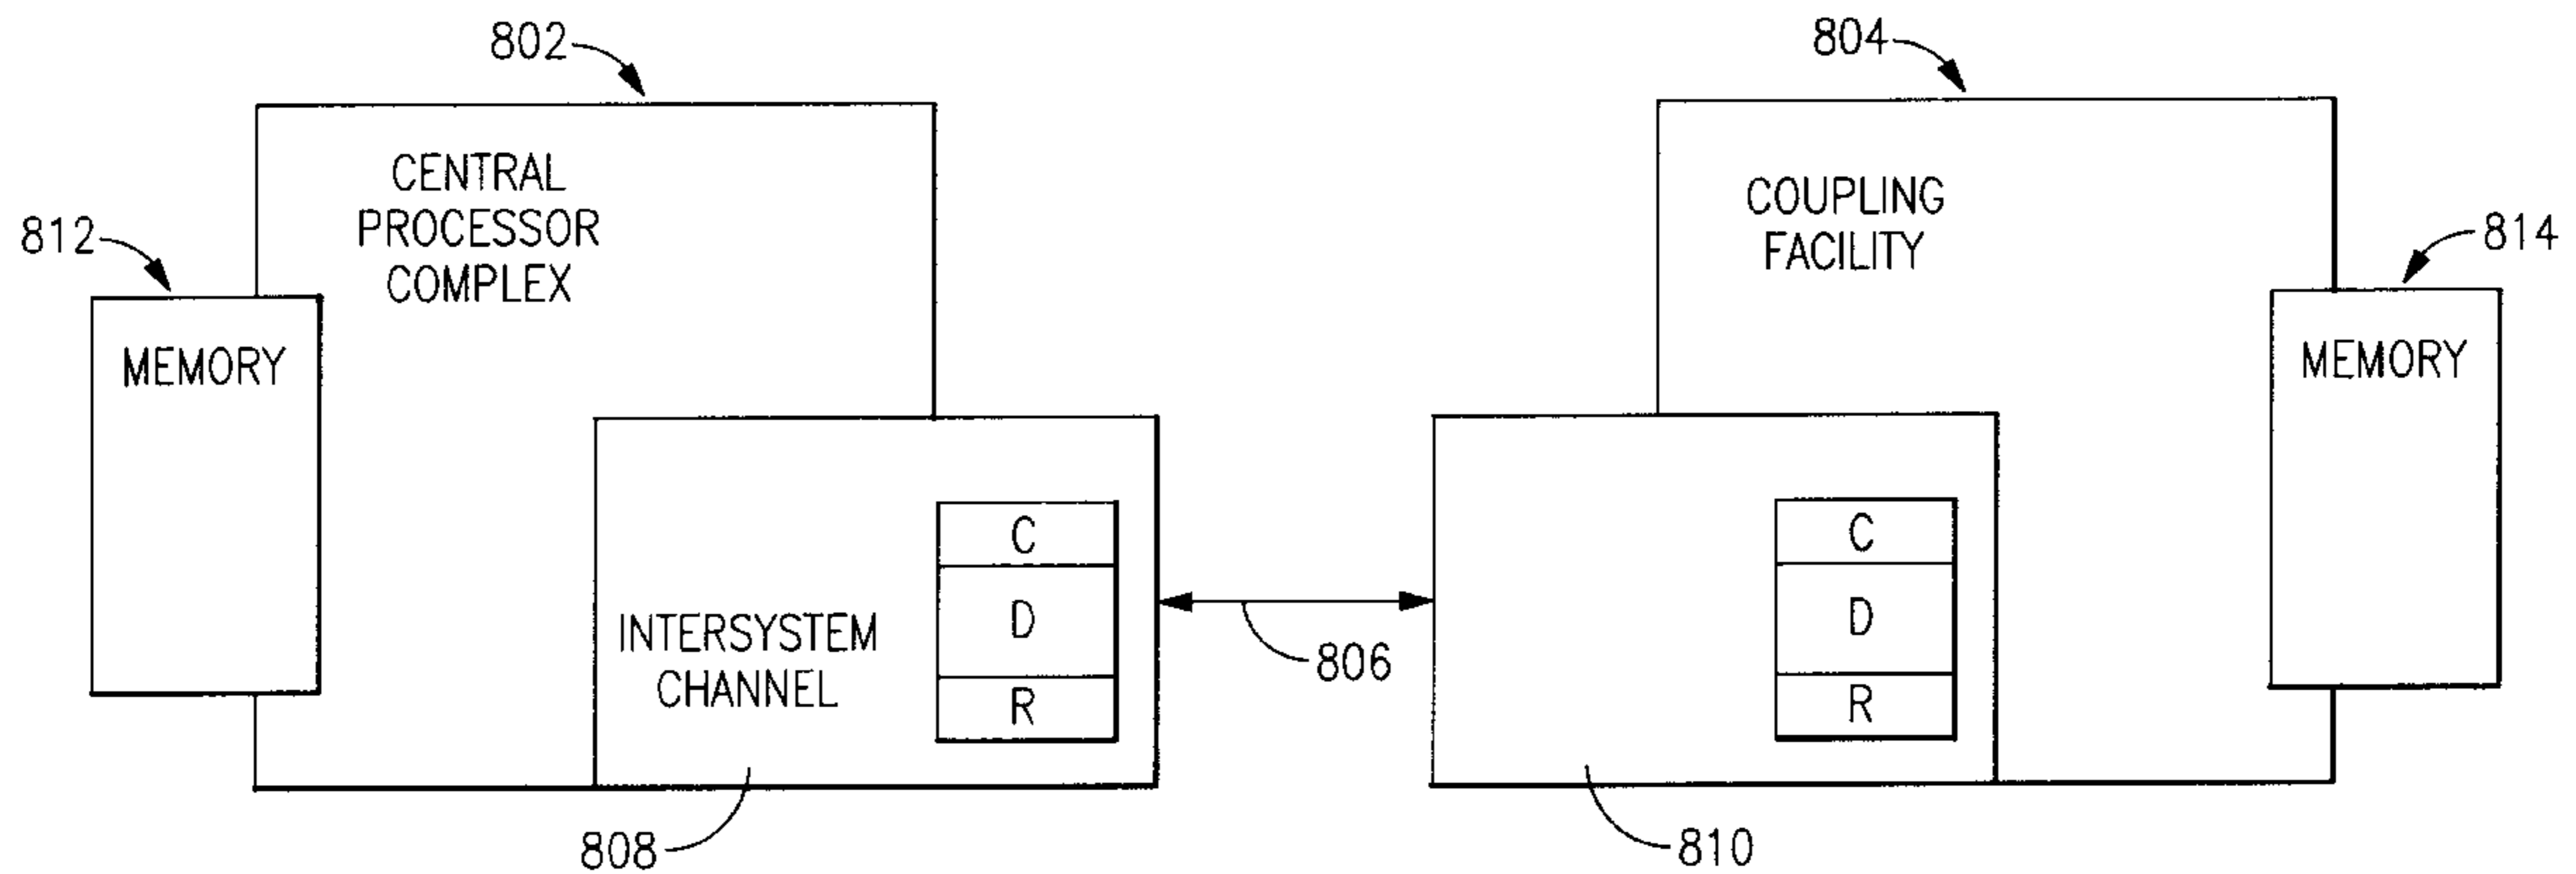 802
804
CENTRAL
PROCESSOR
COMPLEX
COUPLING
FACILITY
812
814
MEMORY
MEMORY
INTERSYSTEM
CHANNEL
C
D
R
806
C
D
R
808
810